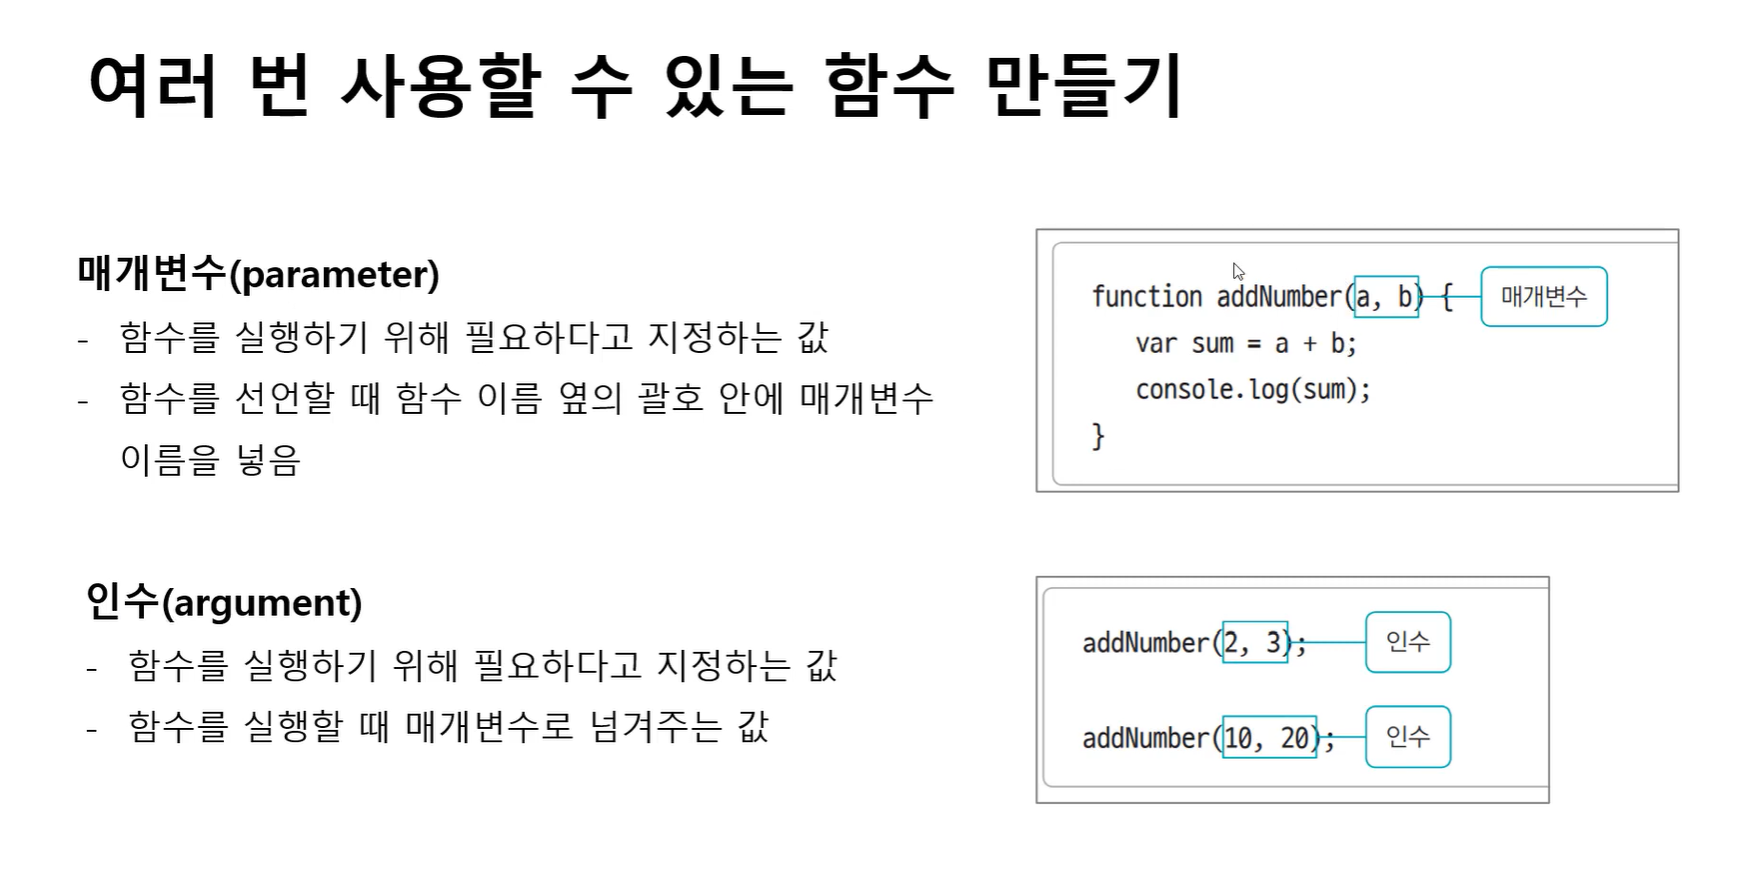 여러 번 사용할 수 있는 함수 만들기
매개변수(parameter)
- 함수를 실행하기 위해 필요하다고 지정하는 값
- 함수를 선언할 때 함수 이름 옆의 괄호 안에 매개변수
이름을 넣음
function addNumber(a, b) { 매개변수
var sum = a + b;
console.log(sum);
}
인수(argument)
- 함수를 실행하기 위해 필요하다고 지정하는 값
- 함수를 실행할 때 매개변수로 넘겨주는 값
addNumber(2, 3); 인수
addNumber(10, 20); 인수